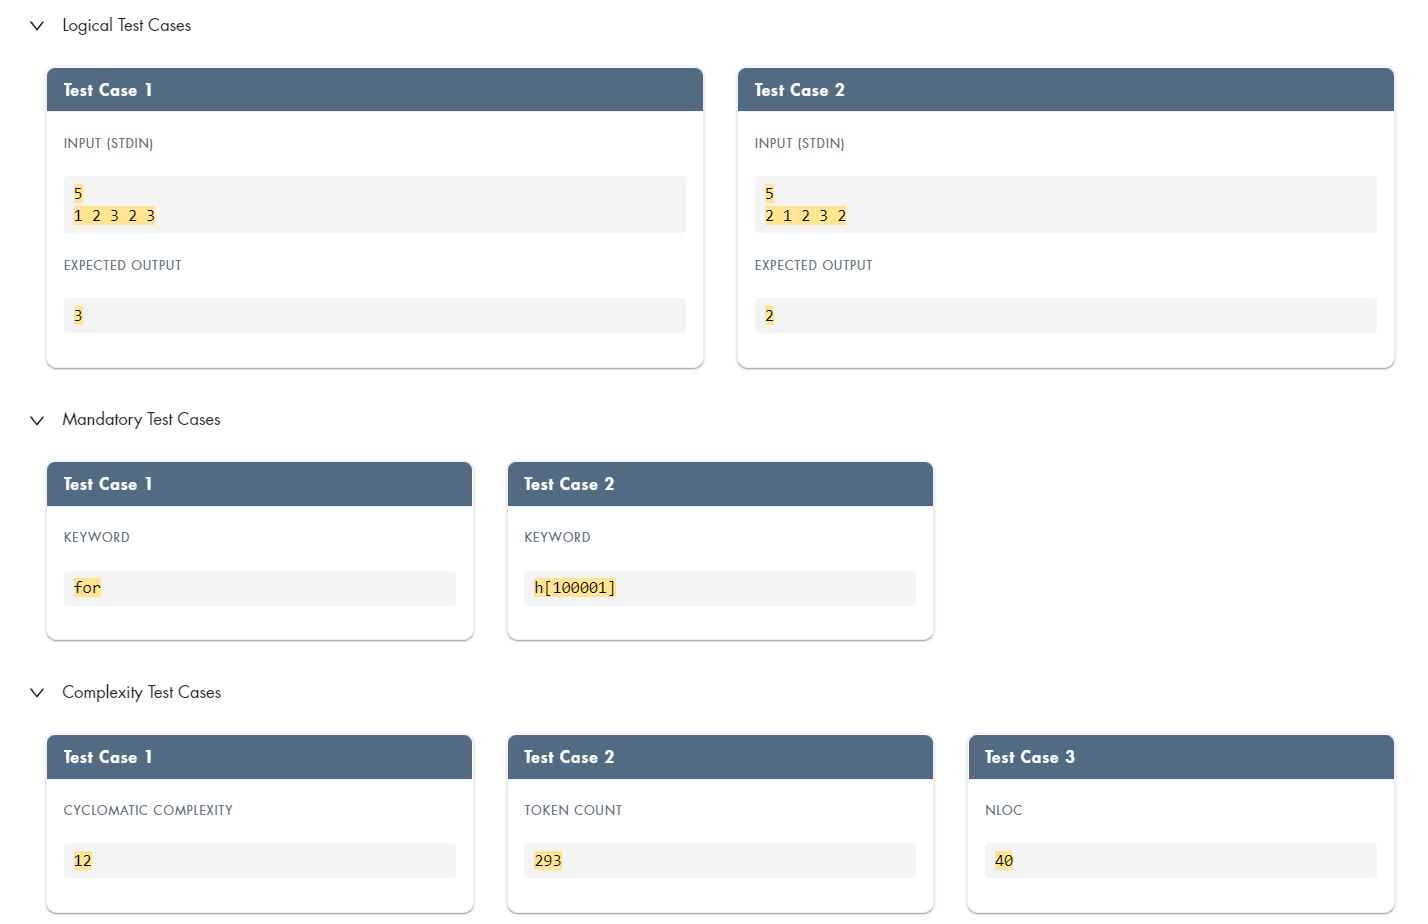 Logical Test Cases
Test Case 1
INPUT (STDIN)
5
1 2 3 2 3
EXPECTED OUTPUT
3
Test Case 2
INPUT (STDIN)
5
2 1 2 3 2
EXPECTED OUTPUT
2
Mandatory Test Cases
Test Case 1
KEYWORD
for
Test Case 2
KEYWORD
h[100001]
Complexity Test Cases
Test Case 1
CYCLOMATIC COMPLEXITY
12
Test Case 2
TOKEN COUNT
293
Test Case 3
NLOC
40